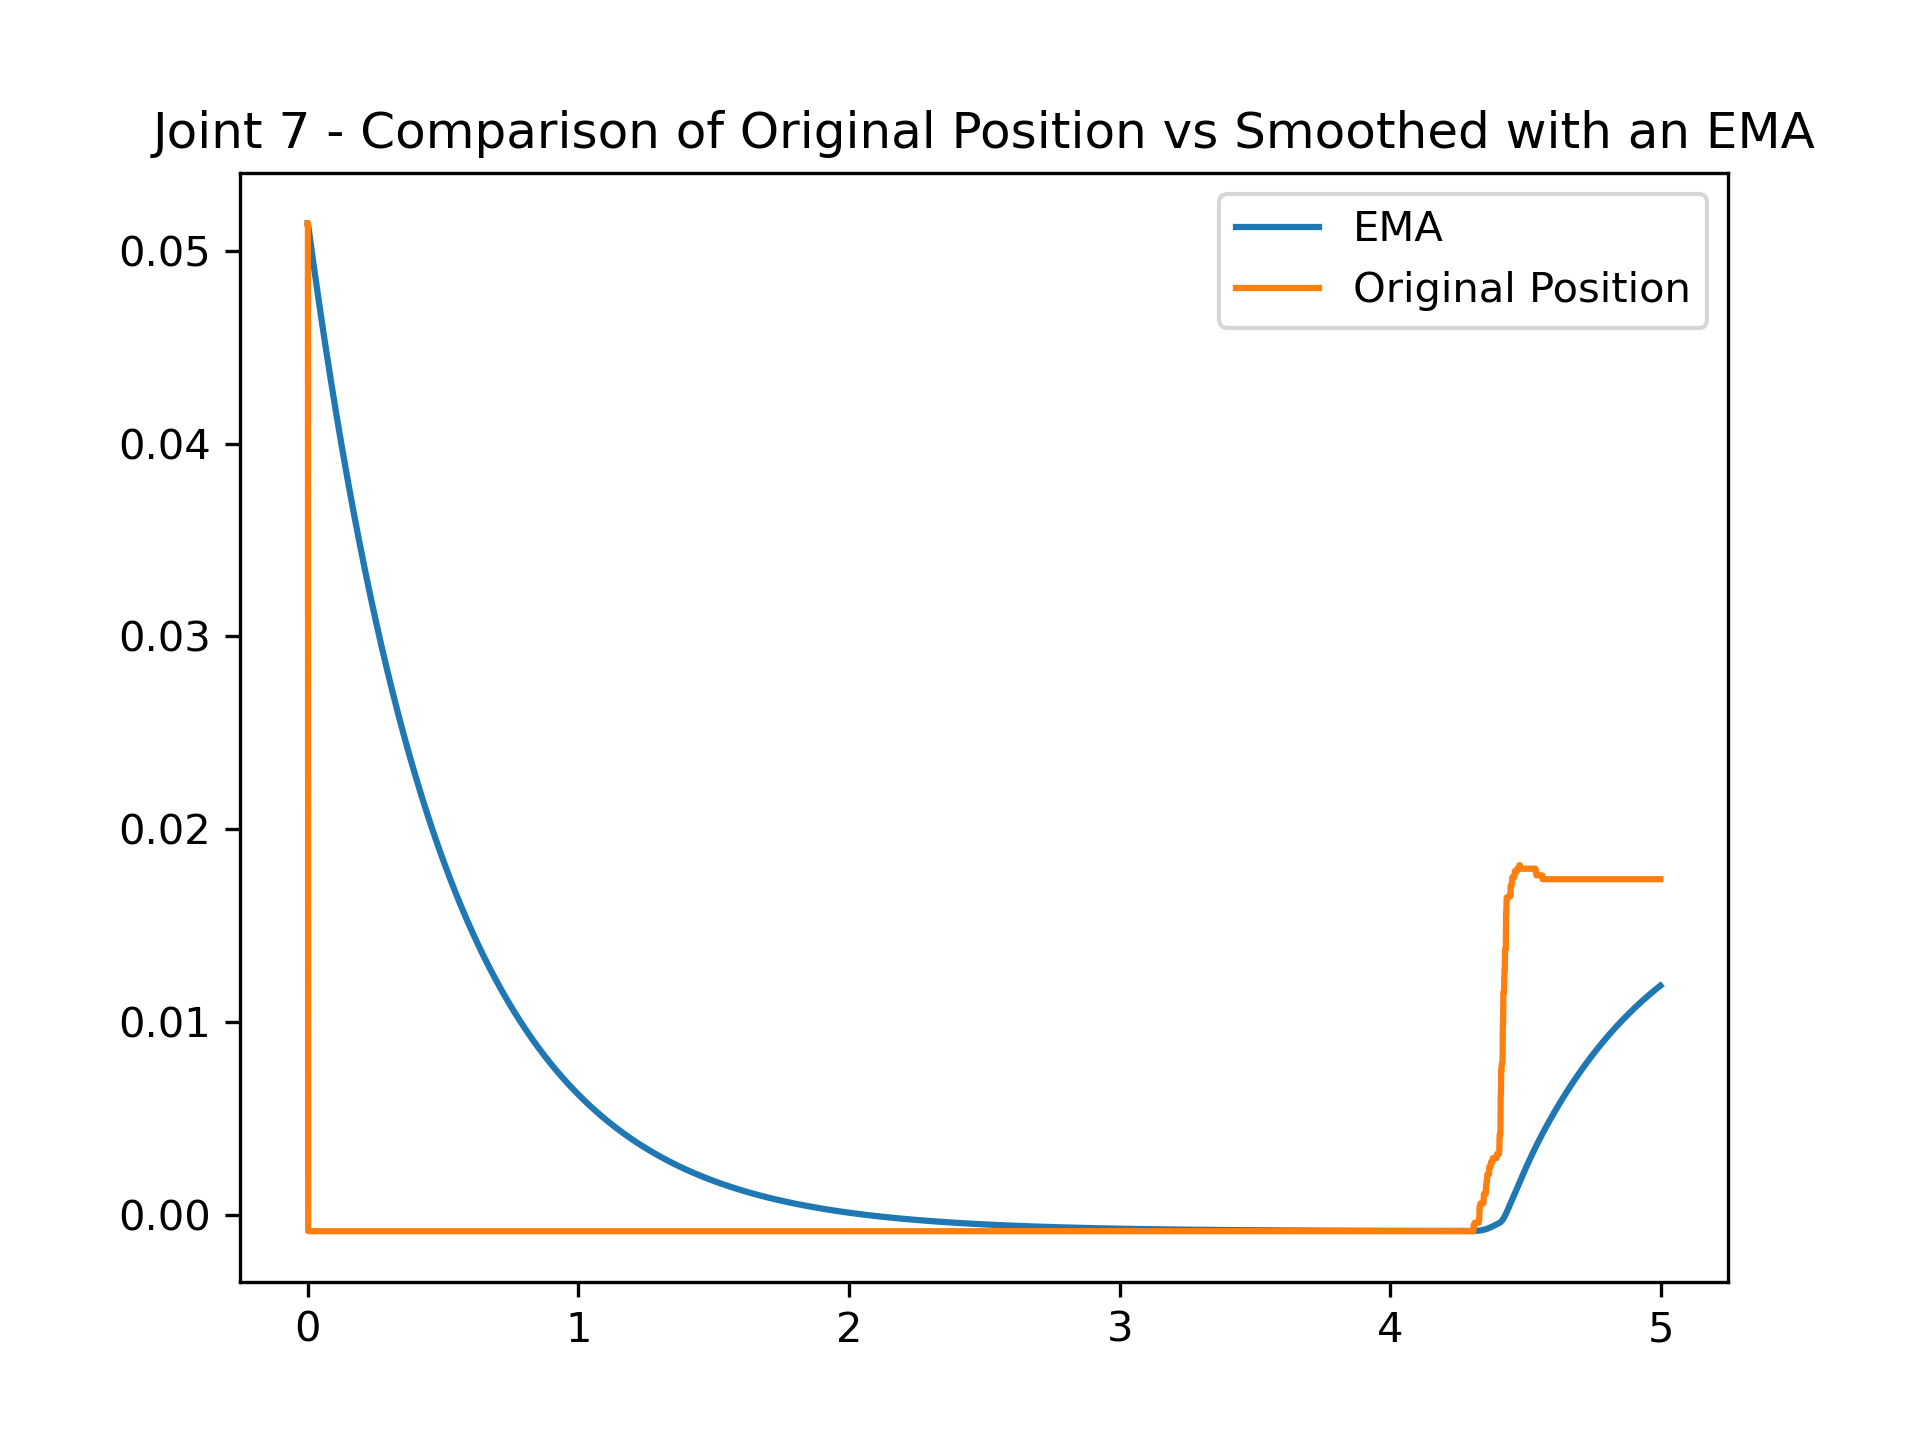 Joint 7 - Comparison of Original Position vs Smoothed with an EMA
EMA
Original Position
0.05
0.04
0.03
0.02
0.01
0.00
0 1 2 3 4 5